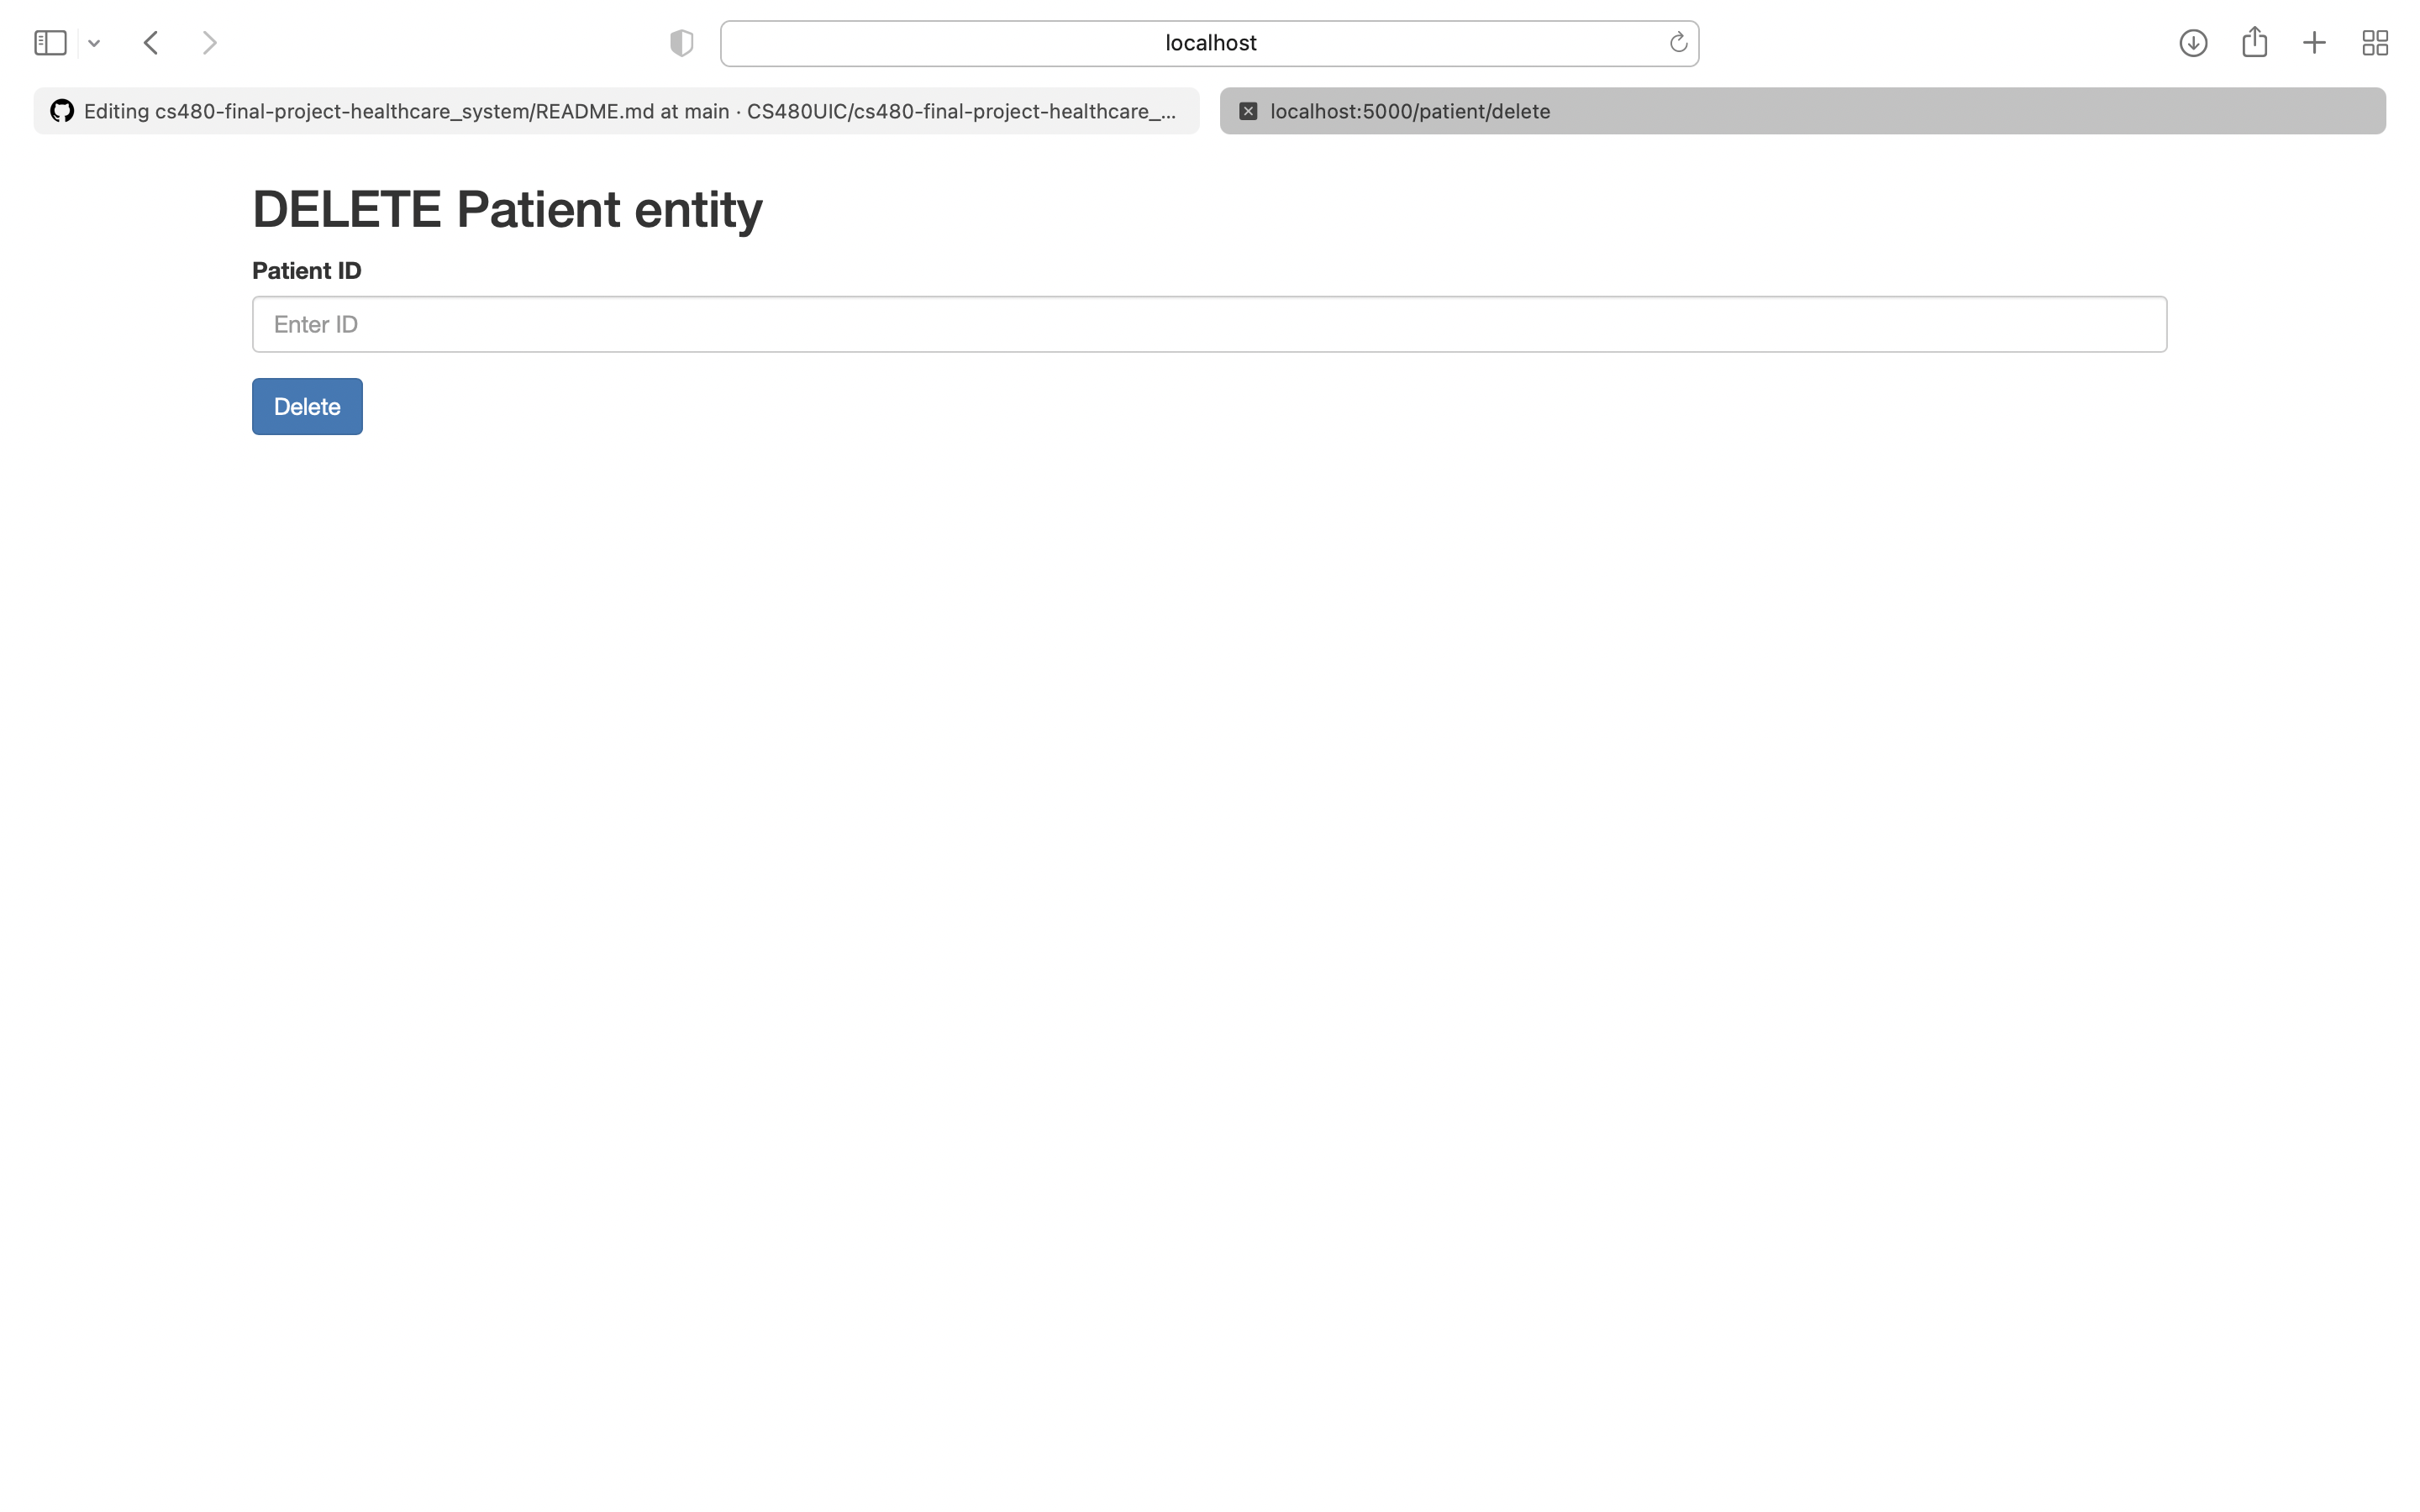 localhost
Editing cs480-final-project-healthcare_system/README.md at main · CS480UIC/cs480-final-project-healthcare_...
localhost:5000/patient/delete
DELETE Patient entity
Patient ID
Enter ID
Delete